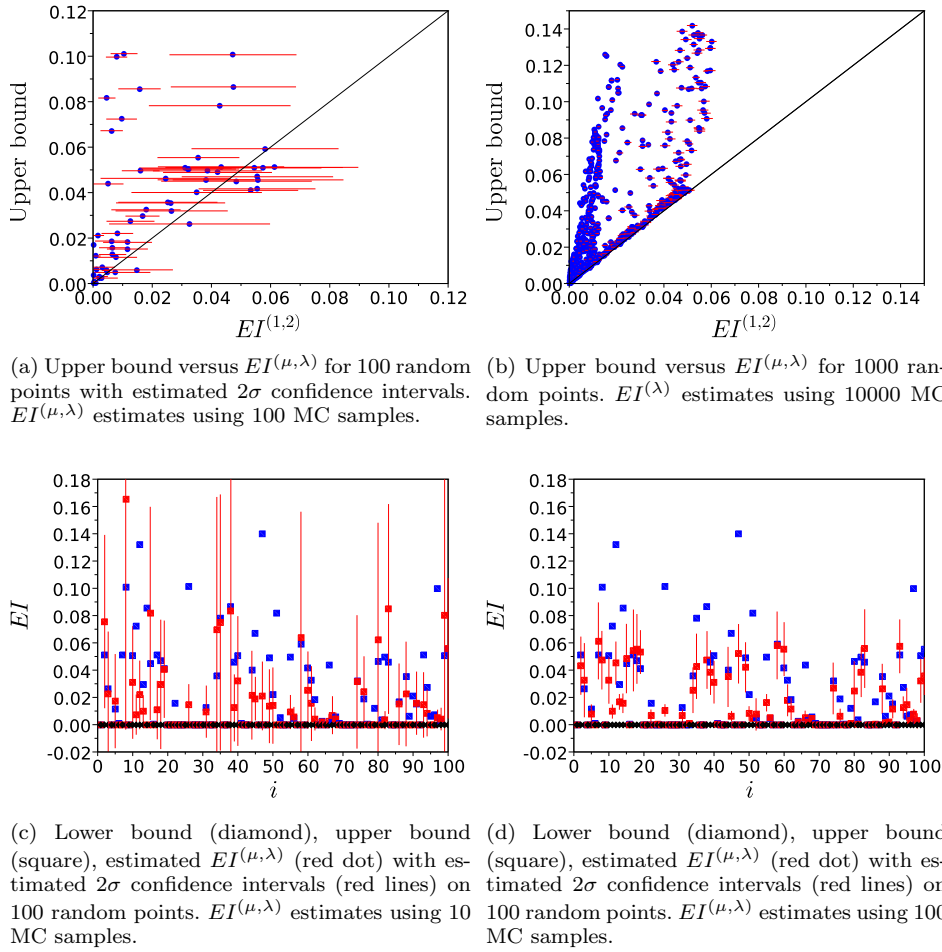 0.12
0.10
0.08
0.06
0.04
0.02
0.00
Upper bound
0.00 0.02 0.04 0.06 0.08 0.10 0.12
EI^(1,2)
0.14
0.12
0.10
0.08
0.06
0.04
0.02
0.00
Upper bound
0.00 0.02 0.04 0.06 0.08 0.10 0.12
EI^(1,2)
(a) Upper bound versus EI^(μ,λ) for 100 random
points with estimated 2σ confidence intervals.
EI^(μ,λ) estimates using 100 MC samples.
(b) Upper bound versus EI^(μ,λ) for 1000 ran-
dom points. EI^(λ) estimates using 10000 MC
samples.
0.18
0.16
0.14
0.12
0.10
0.08
0.06
0.04
0.02
0.00
-0.02
EI
0 10 20 30 40 50 60 70 80 90 100
i
0.18
0.16
0.14
0.12
0.10
0.08
0.06
0.04
0.02
0.00
-0.02
EI
0 10 20 30 40 50 60 70 80 90 100
i
(c) Lower bound (diamond), upper bound
(square), estimated EI^(μ,λ) (red dot) with es-
timated 2σ confidence intervals (red lines) on
100 random points. EI^(μ,λ) estimates using 10
MC samples.
(d) Lower bound (diamond), upper bound
(square), estimated EI^(μ,λ) (red dot) with es-
timated 2σ confidence intervals (red lines) on
100 random points. EI^(μ,λ) estimates using 100
MC samples.